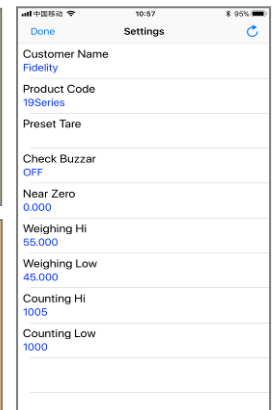 中国移动
10:57
95%
Done
Settings
Customer Name
Fidelity
Product Code
19Series
Preset Tare
Check Buzzar
OFF
Near Zero
0.000
Weighing Hi
55.000
Weighing Low
45.000
Counting Hi
1005
Counting Low
1000